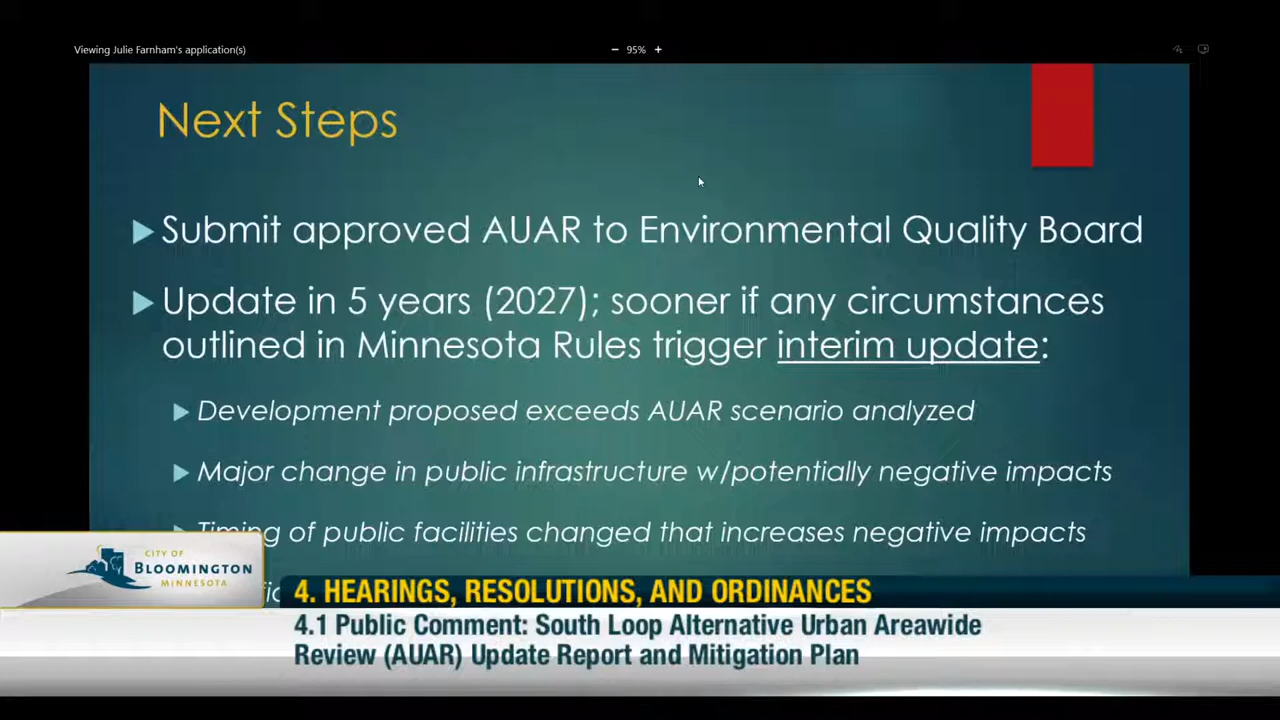 Viewing Julie Farnham's application(s)
− 95% +
Next Steps
Submit approved AUAR to Environmental Quality Board
Update in 5 years (2027); sooner if any circumstances
outlined in Minnesota Rules trigger interim update:
Development proposed exceeds AUAR scenario analyzed
Major change in public infrastructure w/potentially negative impacts
Timing of public facilities changed that increases negative impacts
CITY OF
BLOOMINGTON
MINNESOTA
4. HEARINGS, RESOLUTIONS, AND ORDINANCES
4.1 Public Comment: South Loop Alternative Urban Areawide
Review (AUAR) Update Report and Mitigation Plan